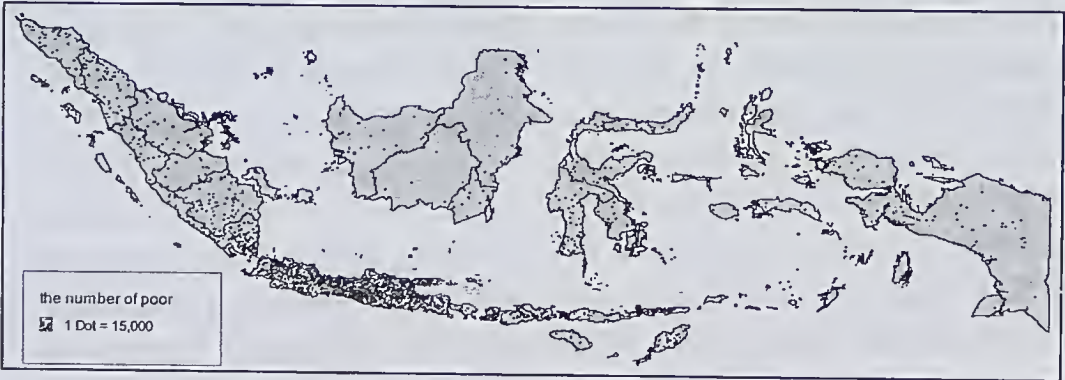 the number of poor
1 Dot = 15,000